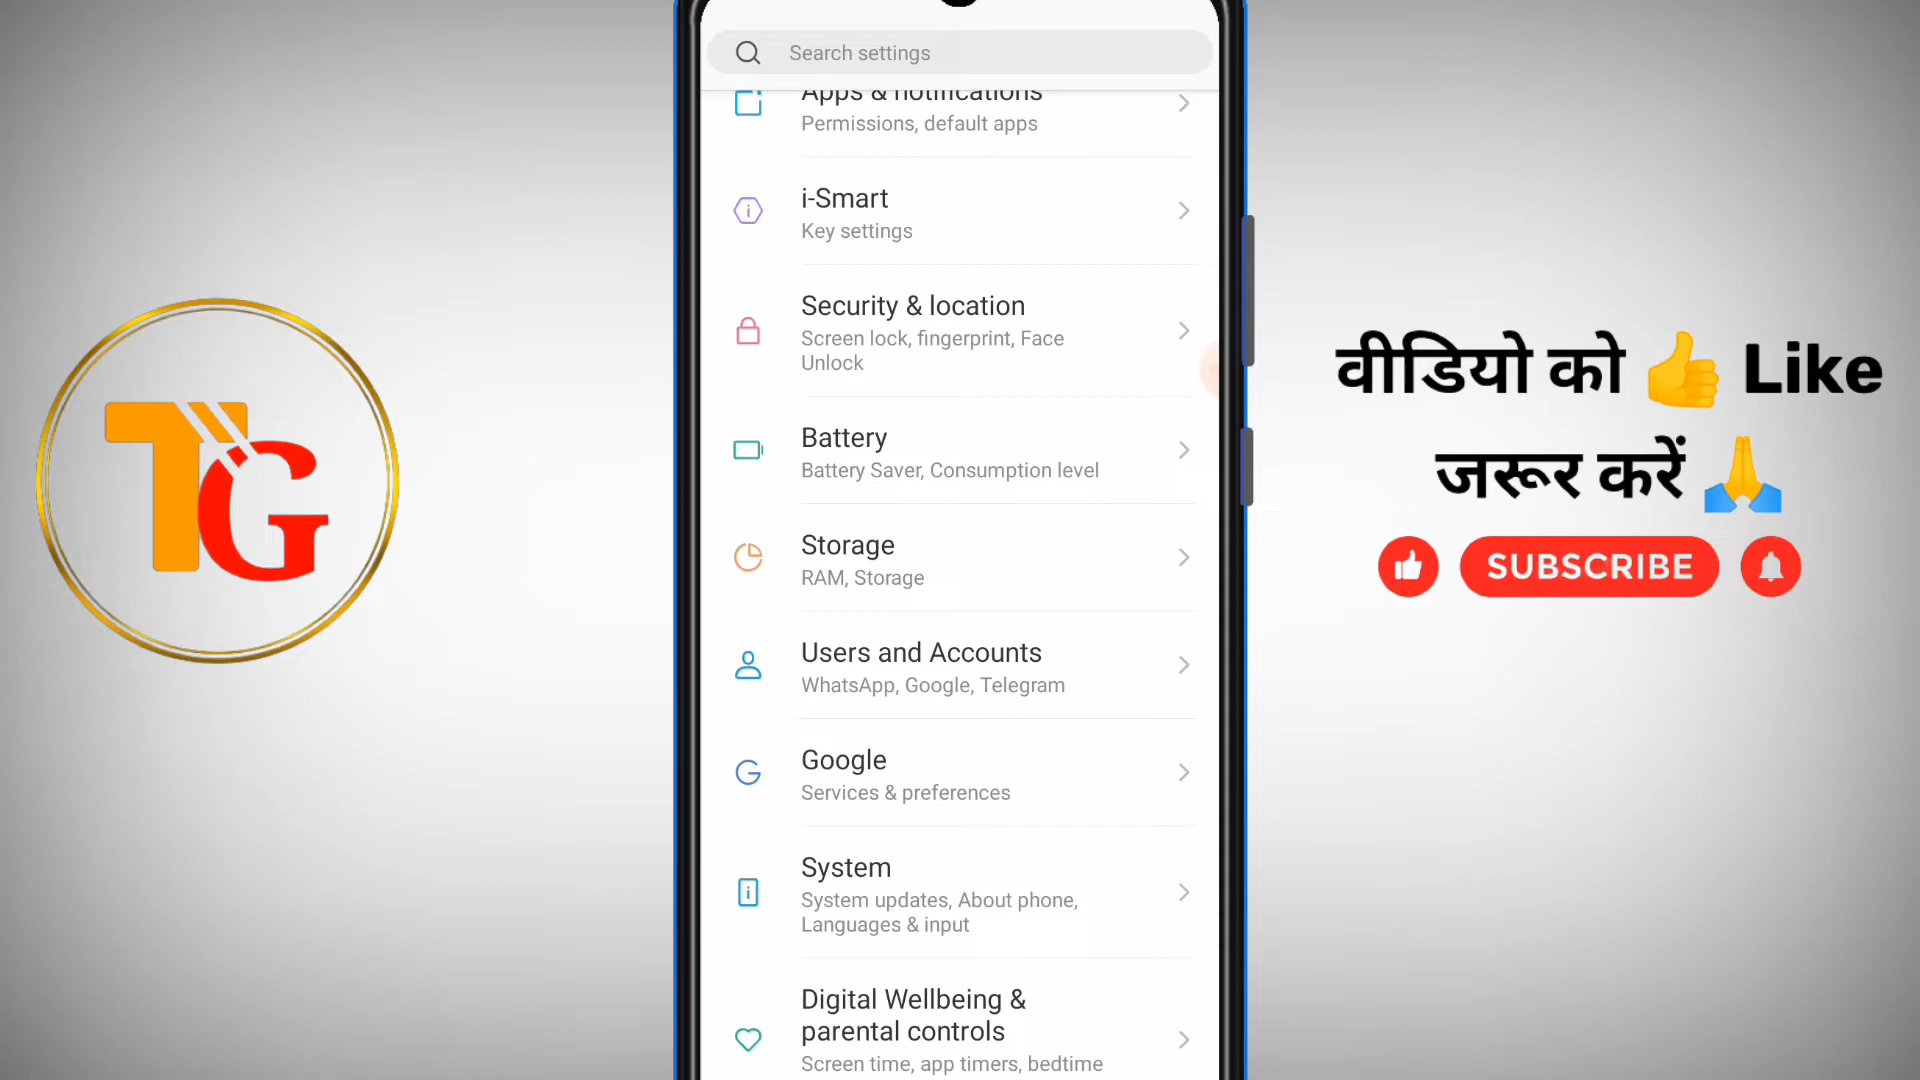 Search settings
Apps & notifications
Permissions, default apps
i-Smart
Key settings
Security & location
Screen lock, fingerprint, Face
Unlock
Battery
Battery Saver, Consumption level
Storage
RAM, Storage
Users and Accounts
WhatsApp, Google, Telegram
Google
Services & preferences
System
System updates, About phone,
Languages & input
Digital Wellbeing &
parental controls
Screen time, app timers, bedtime
TG
वीडियो को 👍 Like
जरूर करें 🙏
SUBSCRIBE